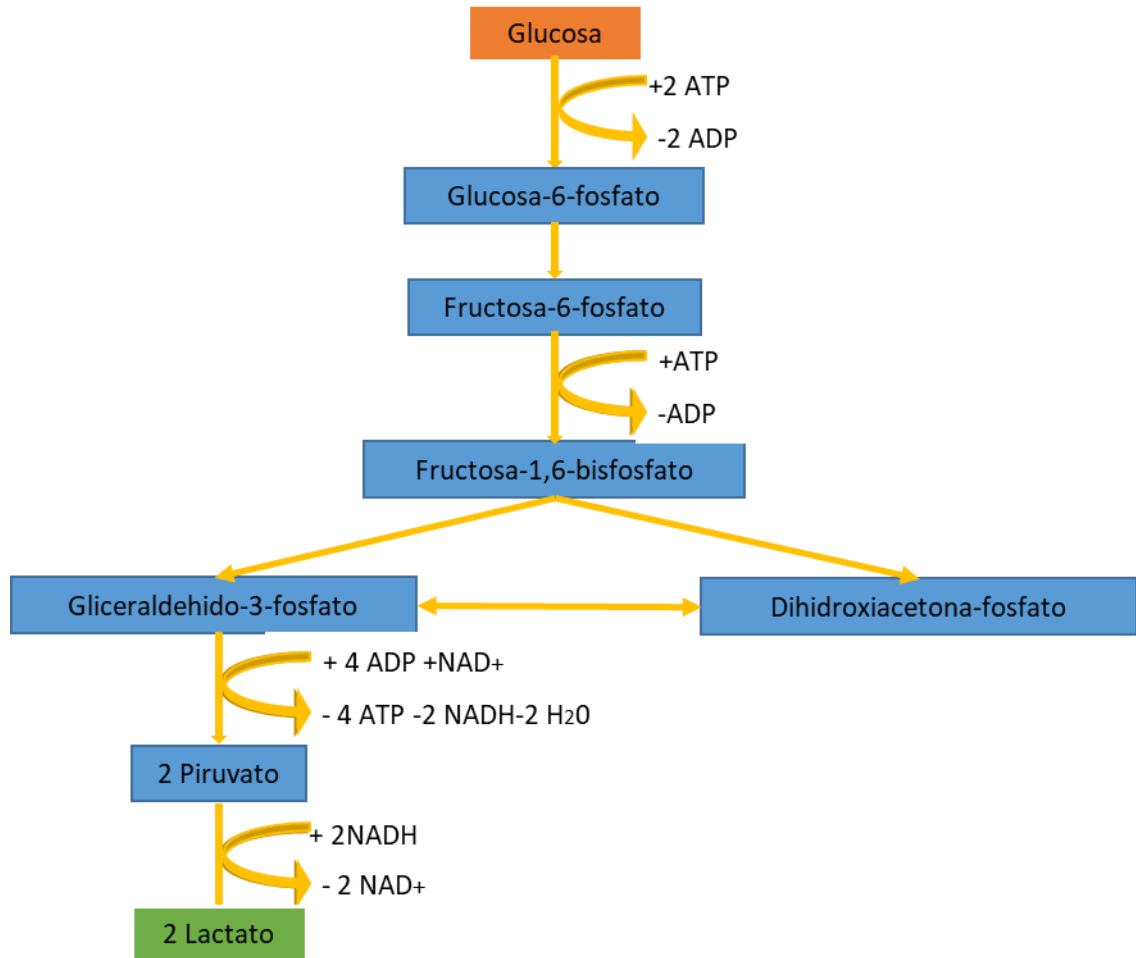 Glucosa
+2 ATP
-2 ADP
Glucosa-6-fosfato
Fructosa-6-fosfato
+ATP
-ADP
Fructosa-1,6-bisfosfato
Gliceraldehido-3-fosfato
Dihidroxiacetona-fosfato
+ 4 ADP +NAD+
- 4 ATP -2 NADH-2 H20
2 Piruvato
+ 2NADH
- 2 NAD+
2 Lactato